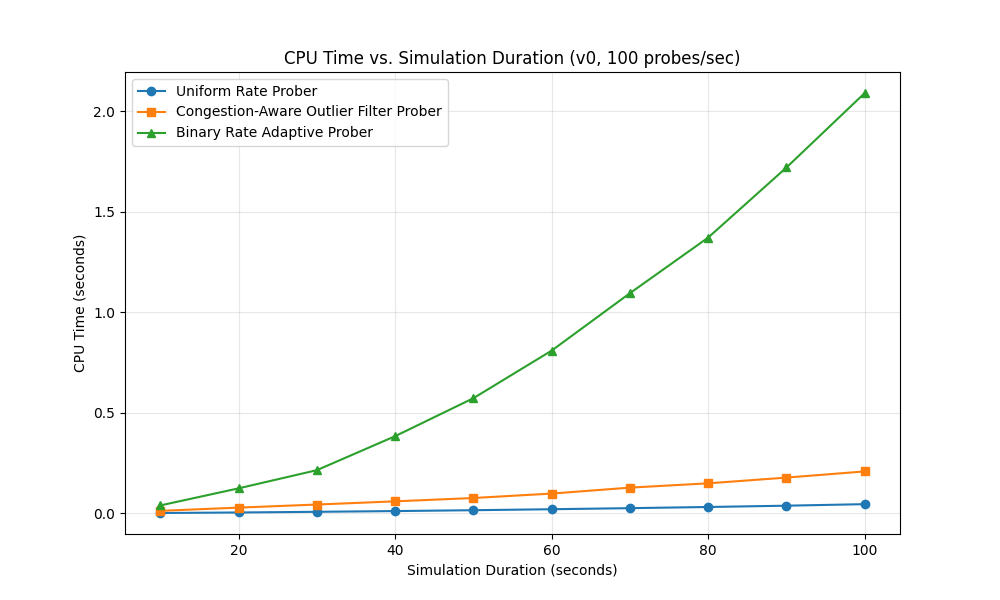 CPU Time vs. Simulation Duration (v0, 100 probes/sec)
Uniform Rate Prober
Congestion-Aware Outlier Filter Prober
Binary Rate Adaptive Prober
CPU Time (seconds)
2.0
1.5
1.0
0.5
0.0
20 40 60 80 100
Simulation Duration (seconds)